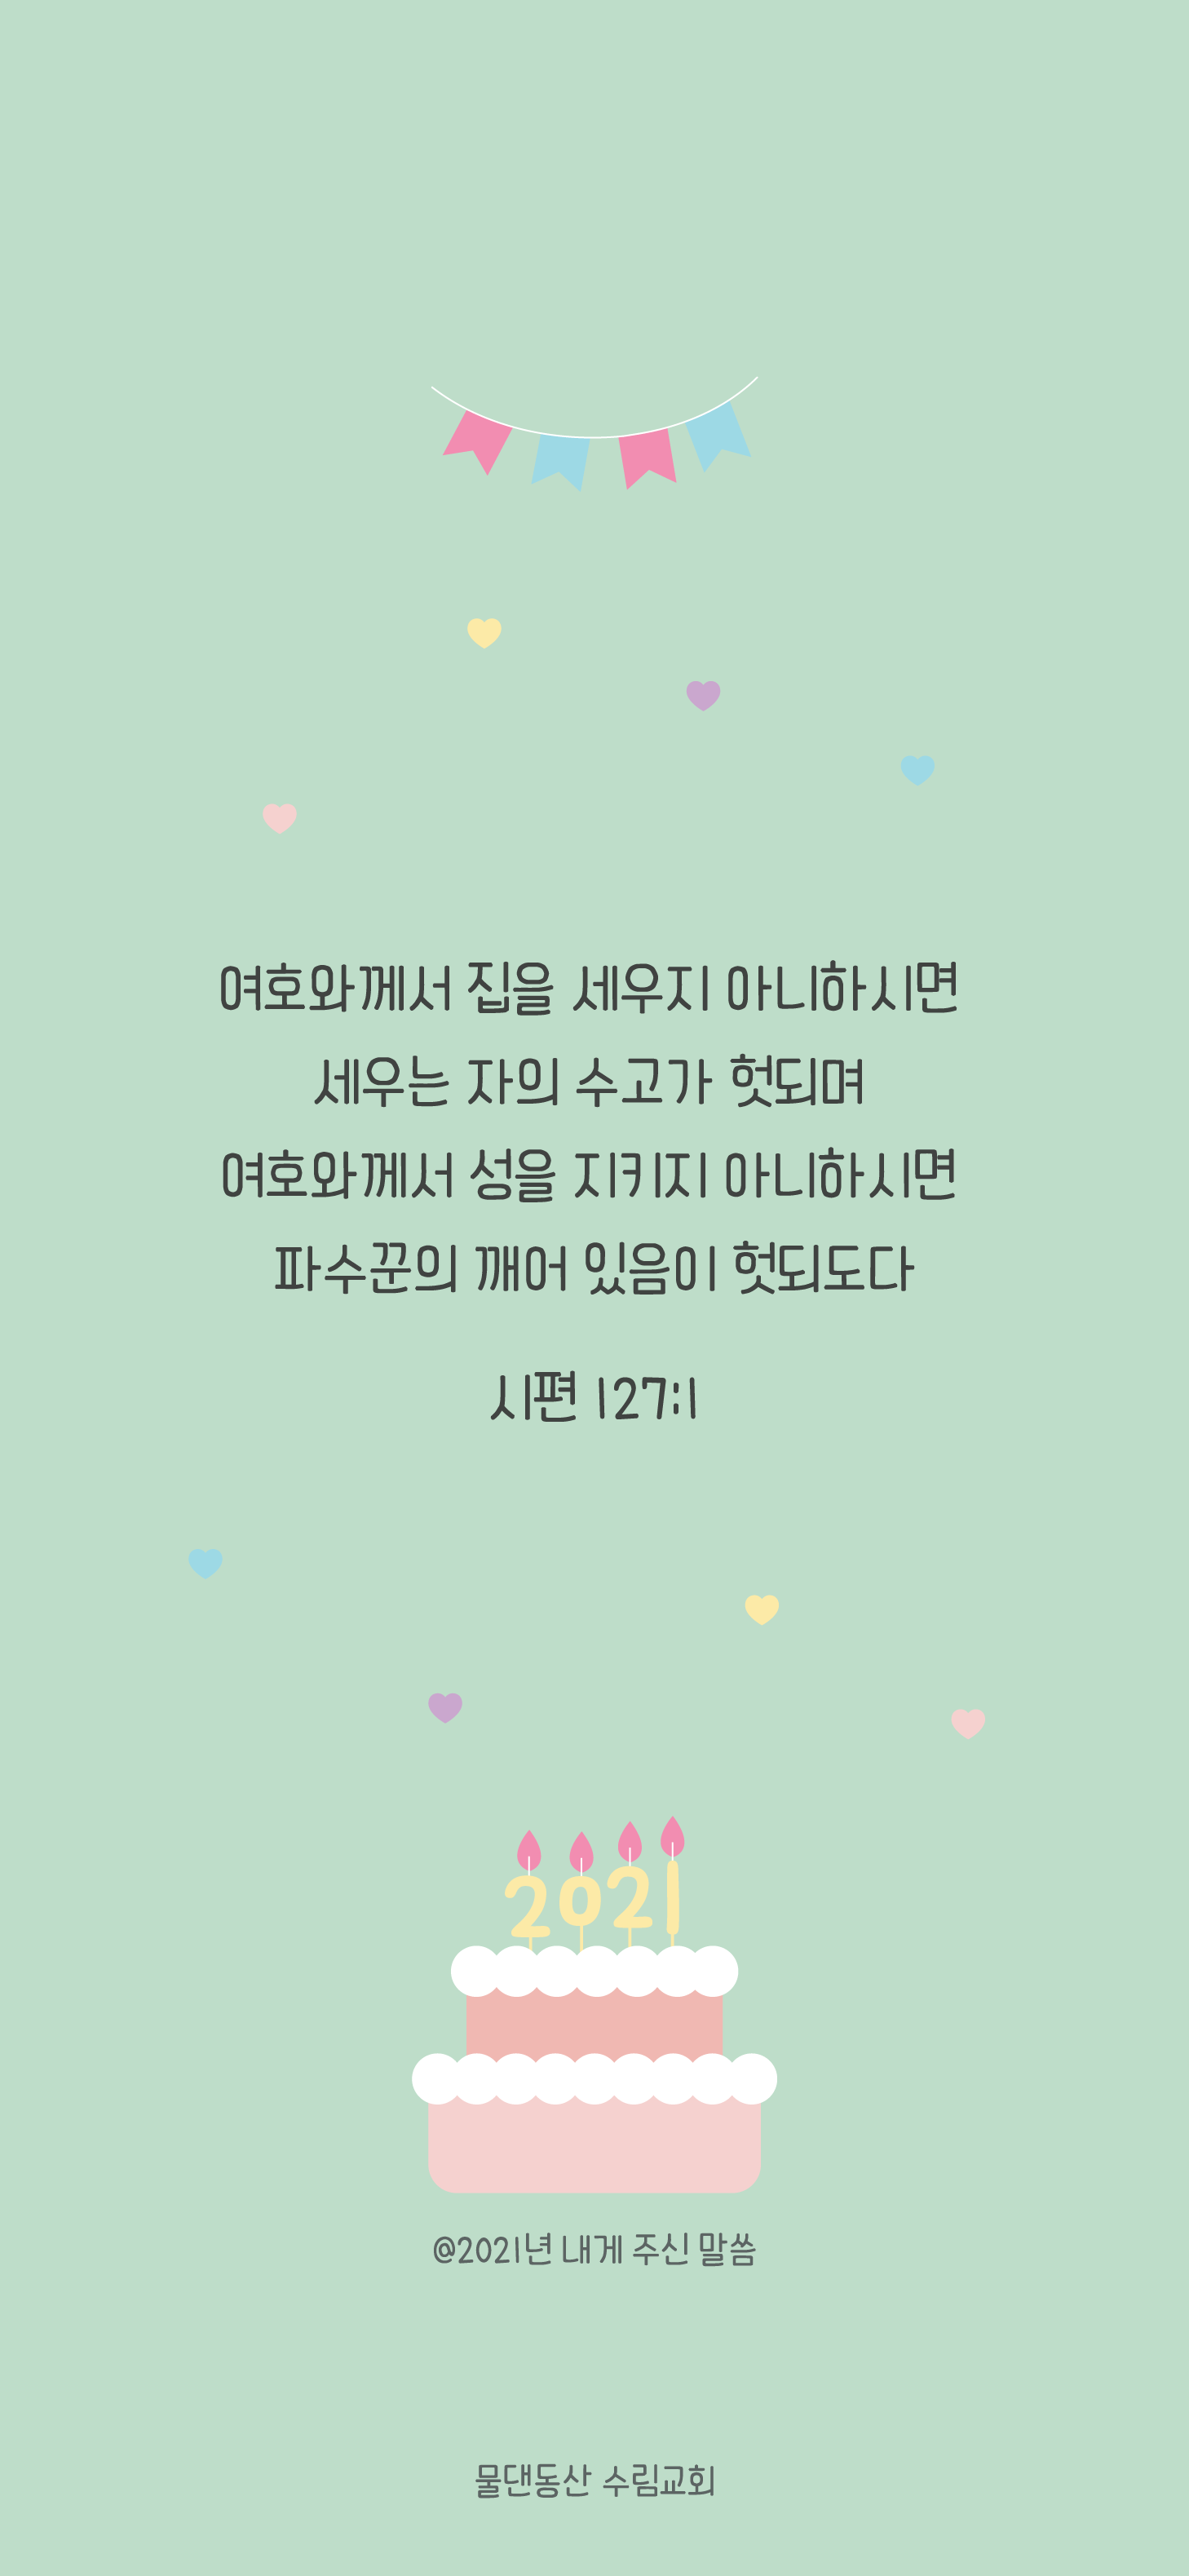 여호와께서 집을 세우지 아니하시면
세우는 자의 수고가 헛되며
여호와께서 성을 지키지 아니하시면
파수꾼의 깨어 있음이 헛되도다
시편 127:1
2021
@2021년 내게 주신 말씀
물댄동산 수림교회